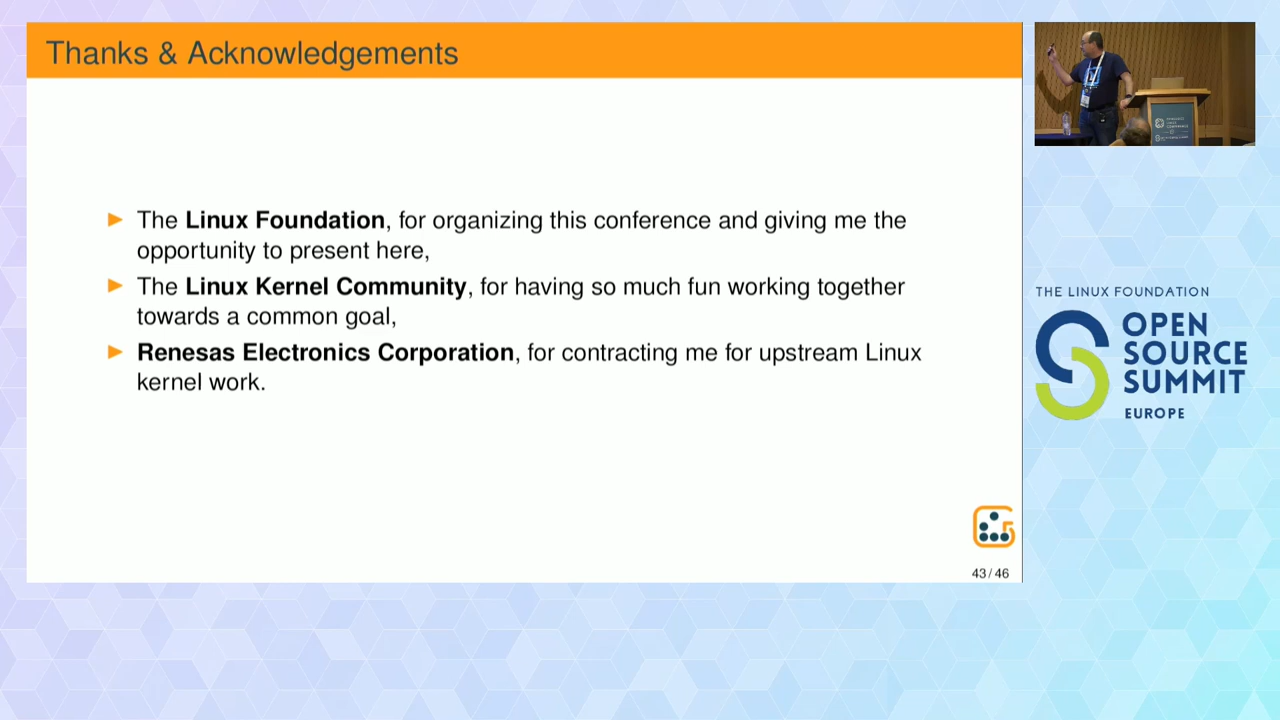 Thanks & Acknowledgements
The Linux Foundation, for organizing this conference and giving me the
opportunity to present here,
The Linux Kernel Community, for having so much fun working together
towards a common goal,
Renesas Electronics Corporation, for contracting me for upstream Linux
kernel work.
43 / 46
THE LINUX FOUNDATION
OPEN
SOURCE
SUMMIT
EUROPE